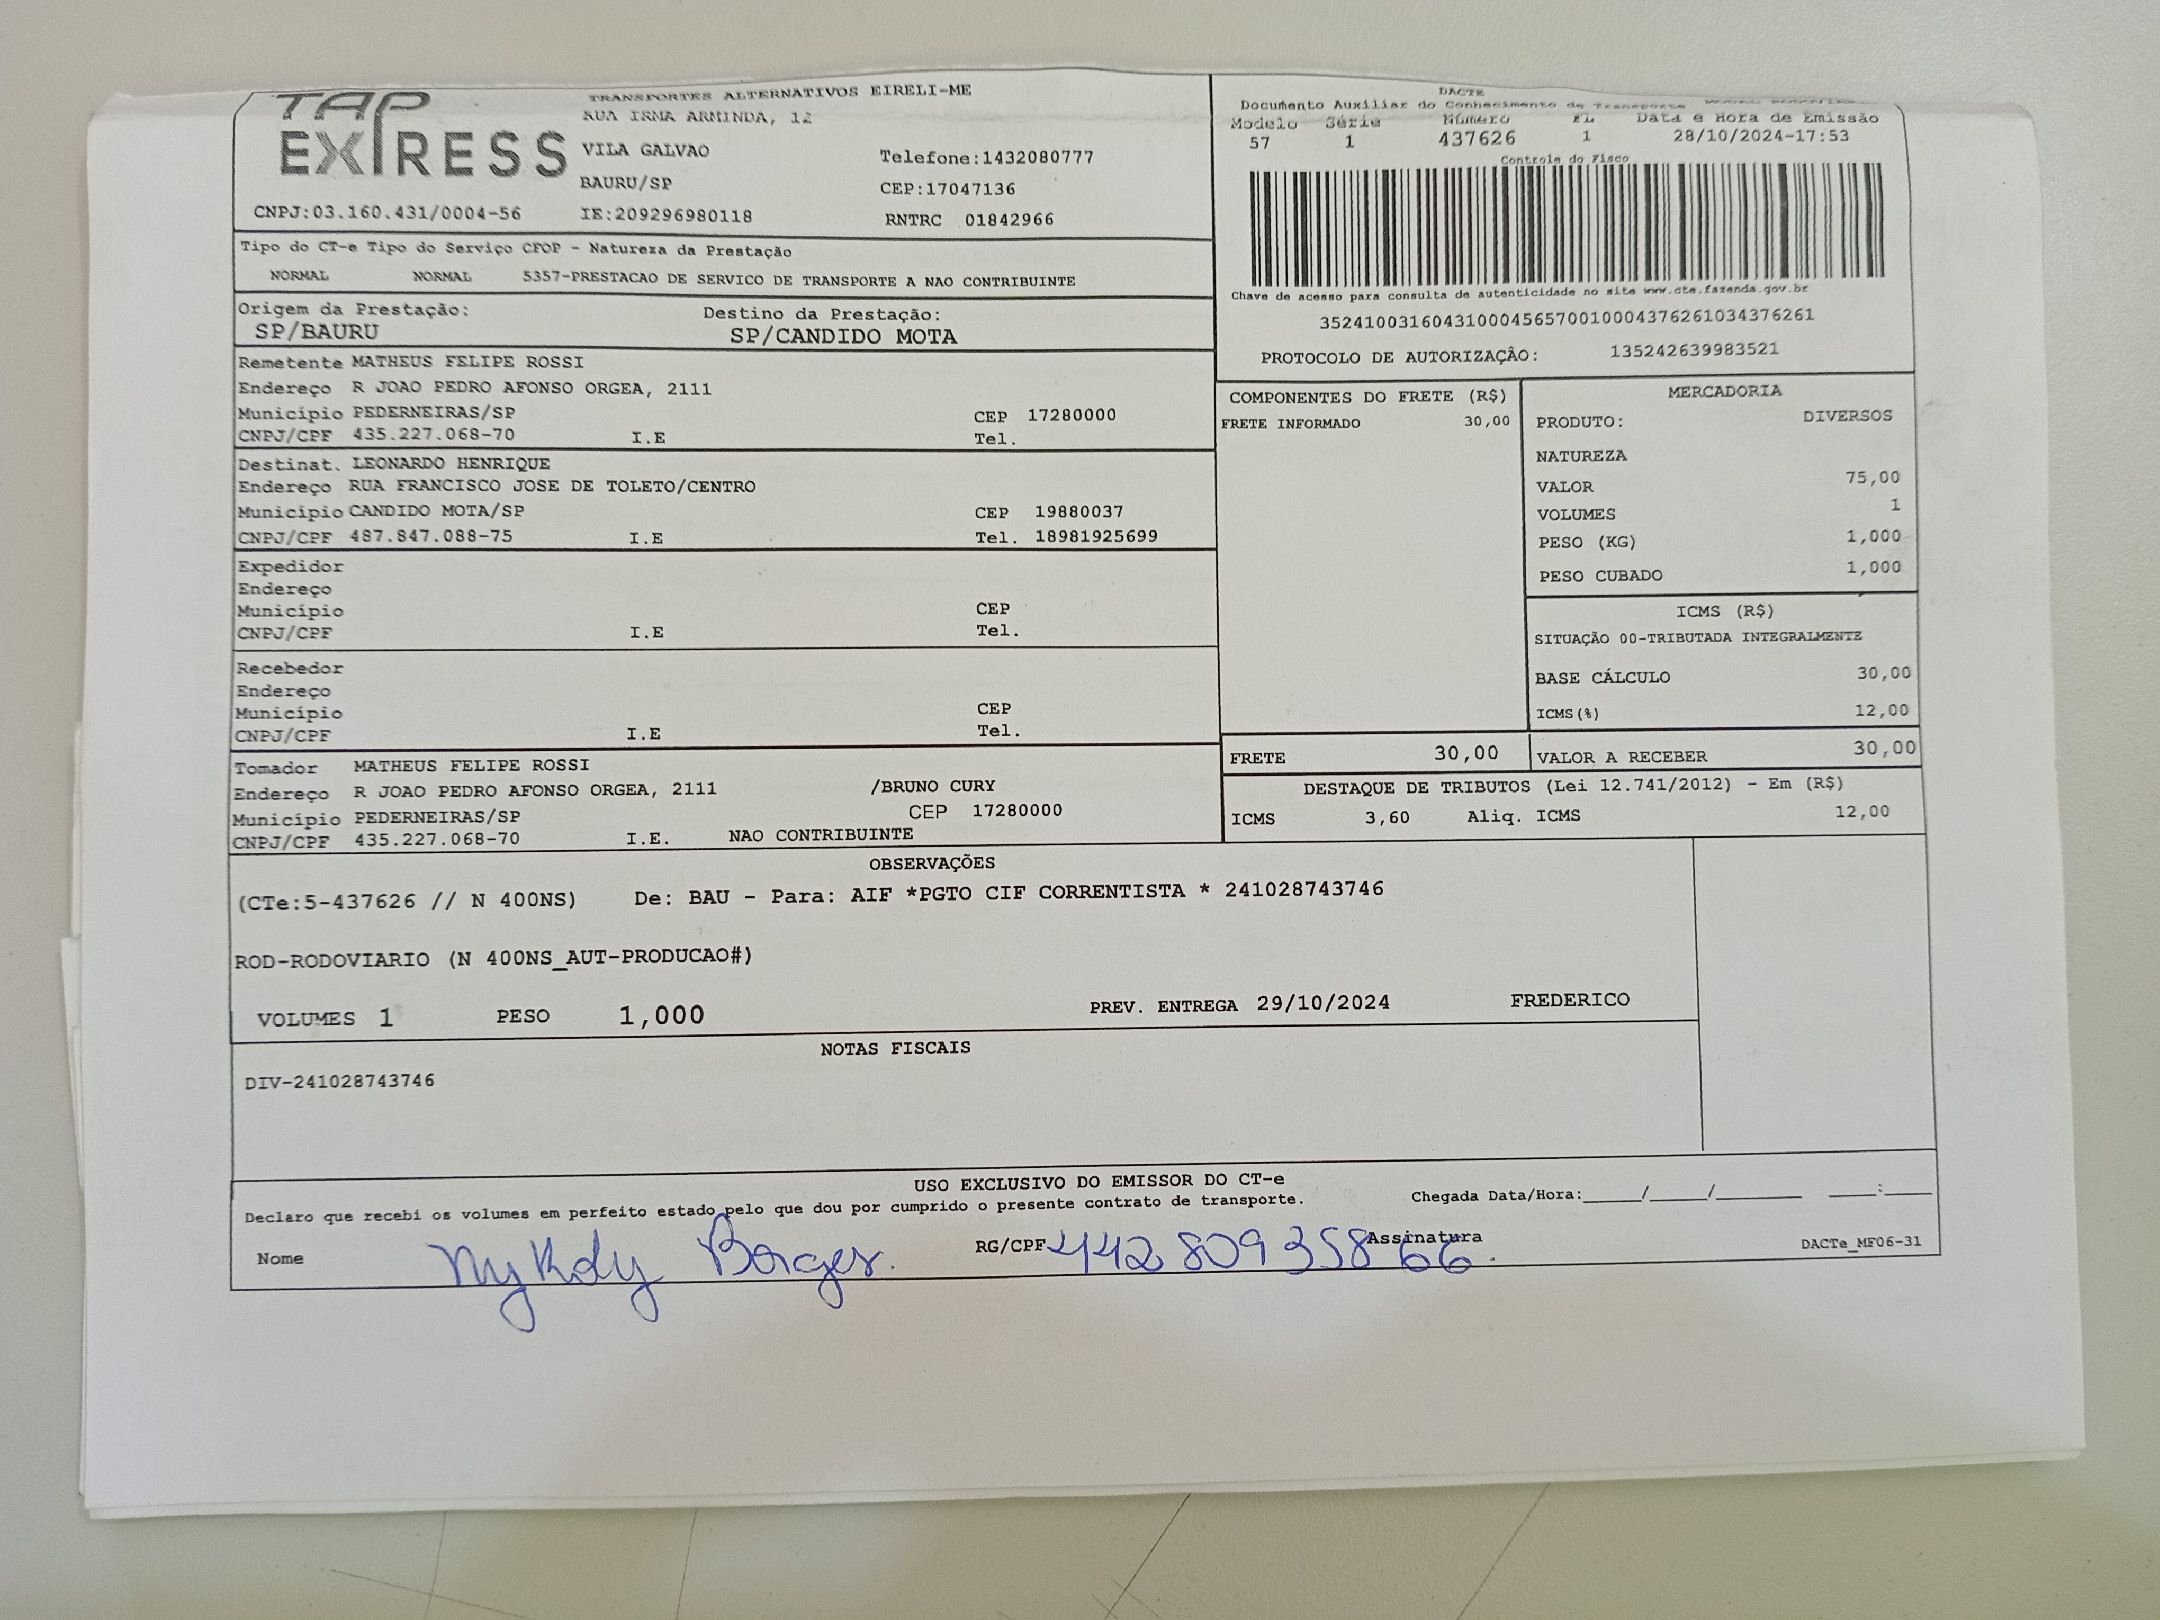 TAP EXPRESS
TRANSPORTES ALTERNATIVOS EIRELI-ME
RUA IRMA ARMINDA, 12
VILA GALVAO Telefone:1432080777
BAURU/SP CEP:17047136
CNPJ:03.160.431/0004-56 IE:209296980118 RNTRC 01842966
DACTE
Documento Auxiliar do Conhecimento de Transporte
Modelo Série Número FL Data e Hora de Emissão
57 1 437626 1 28/10/2024-17:53
Controle do Fisco
Chave de acesso para consulta de autenticidade no site www.cte.fazenda.gov.br
35241003160431000456570010004376261034376261
PROTOCOLO DE AUTORIZAÇÂO: 135242639983521
Tipo do CT-e Tipo do Serviço CFOP - Natureza da Prestação
NORMAL NORMAL 5357-PRESTACAO DE SERVICO DE TRANSPORTE A NAO CONTRIBUINTE
Origem da Prestação: Destino da Prestação:
SP/BAURU SP/CANDIDO MOTA
Remetente MATHEUS FELIPE ROSSI
Endereço R JOAO PEDRO AFONSO ORGEA, 2111
Município PEDERNEIRAS/SP CEP 17280000
CNPJ/CPF 435.227.068-70 I.E Tel.
Destinat. LEONARDO HENRIQUE
Endereço RUA FRANCISCO JOSE DE TOLETO/CENTRO
Município CANDIDO MOTA/SP CEP 19880037
CNPJ/CPF 487.847.088-75 I.E Tel. 18981925699
Expedidor
Endereço
Município CEP
CNPJ/CPF I.E Tel.
Recebedor
Endereço
Município CEP
CNPJ/CPF I.E Tel.
Tomador MATHEUS FELIPE ROSSI
Endereço R JOAO PEDRO AFONSO ORGEA, 2111 /BRUNO CURY
Município PEDERNEIRAS/SP CEP 17280000
CNPJ/CPF 435.227.068-70 I.E. NAO CONTRIBUINTE
COMPONENTES DO FRETE (R$)
FRETE INFORMADO 30,00
MERCADORIA
PRODUTO: DIVERSOS
NATUREZA
VALOR 75,00
VOLUMES 1
PESO (KG) 1,000
PESO CUBADO 1,000
ICMS (R$)
SITUAÇÃO 00-TRIBUTADA INTEGRALMENTE
BASE CÁLCULO 30,00
ICMS(%) 12,00
FRETE 30,00 VALOR A RECEBER 30,00
DESTAQUE DE TRIBUTOS (Lei 12.741/2012) - Em (R$)
ICMS 3,60 Aliq. ICMS 12,00
OBSERVAÇÕES
(CTe:5-437626 // N 400NS) De: BAU - Para: AIF *PGTO CIF CORRENTISTA * 241028743746
ROD-RODOVIARIO (N 400NS_AUT-PRODUCAO#)
VOLUMES 1 PESO 1,000 PREV. ENTREGA 29/10/2024 FREDERICO
NOTAS FISCAIS
DIV-241028743746
USO EXCLUSIVO DO EMISSOR DO CT-e
Declaro que recebi os volumes em perfeito estado pelo que dou por cumprido o presente contrato de transporte. Chegada Data/Hora:_____/_____/_______ ____:____
Nome Borges. RG/CPF 442 809 358 66. Assinatura DACTe_MF06-31